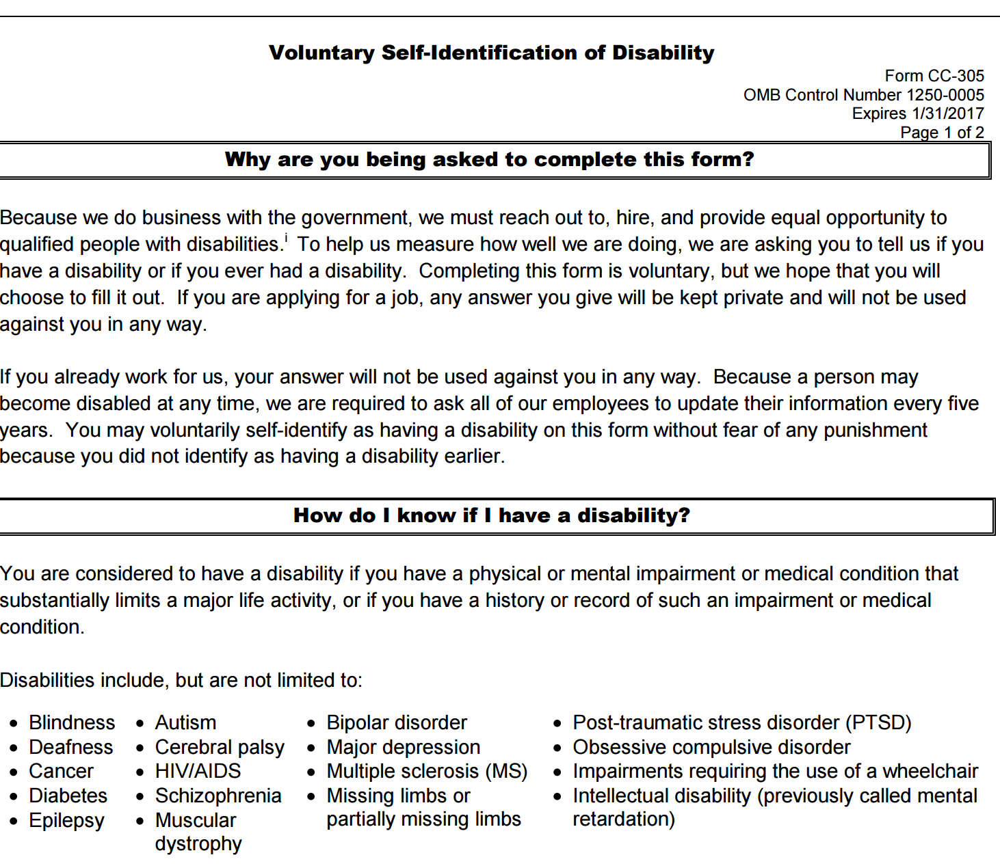 Voluntary Self-Identification of Disability
Form CC-305
OMB Control Number 1250-0005
Expires 1/31/2017
Page 1 of 2
Why are you being asked to complete this form?
Because we do business with the government, we must reach out to, hire, and provide equal opportunity to
qualified people with disabilities.i To help us measure how well we are doing, we are asking you to tell us if you
have a disability or if you ever had a disability. Completing this form is voluntary, but we hope that you will
choose to fill it out. If you are applying for a job, any answer you give will be kept private and will not be used
against you in any way.
If you already work for us, your answer will not be used against you in any way. Because a person may
become disabled at any time, we are required to ask all of our employees to update their information every five
years. You may voluntarily self-identify as having a disability on this form without fear of any punishment
because you did not identify as having a disability earlier.
How do I know if I have a disability?
You are considered to have a disability if you have a physical or mental impairment or medical condition that
substantially limits a major life activity, or if you have a history or record of such an impairment or medical
condition.
Disabilities include, but are not limited to:
• Blindness
• Deafness
• Cancer
• Diabetes
• Epilepsy
• Autism
• Cerebral palsy
• HIV/AIDS
• Schizophrenia
• Muscular
dystrophy
• Bipolar disorder
• Major depression
• Multiple sclerosis (MS)
• Missing limbs or
partially missing limbs
• Post-traumatic stress disorder (PTSD)
• Obsessive compulsive disorder
• Impairments requiring the use of a wheelchair
• Intellectual disability (previously called mental
retardation)